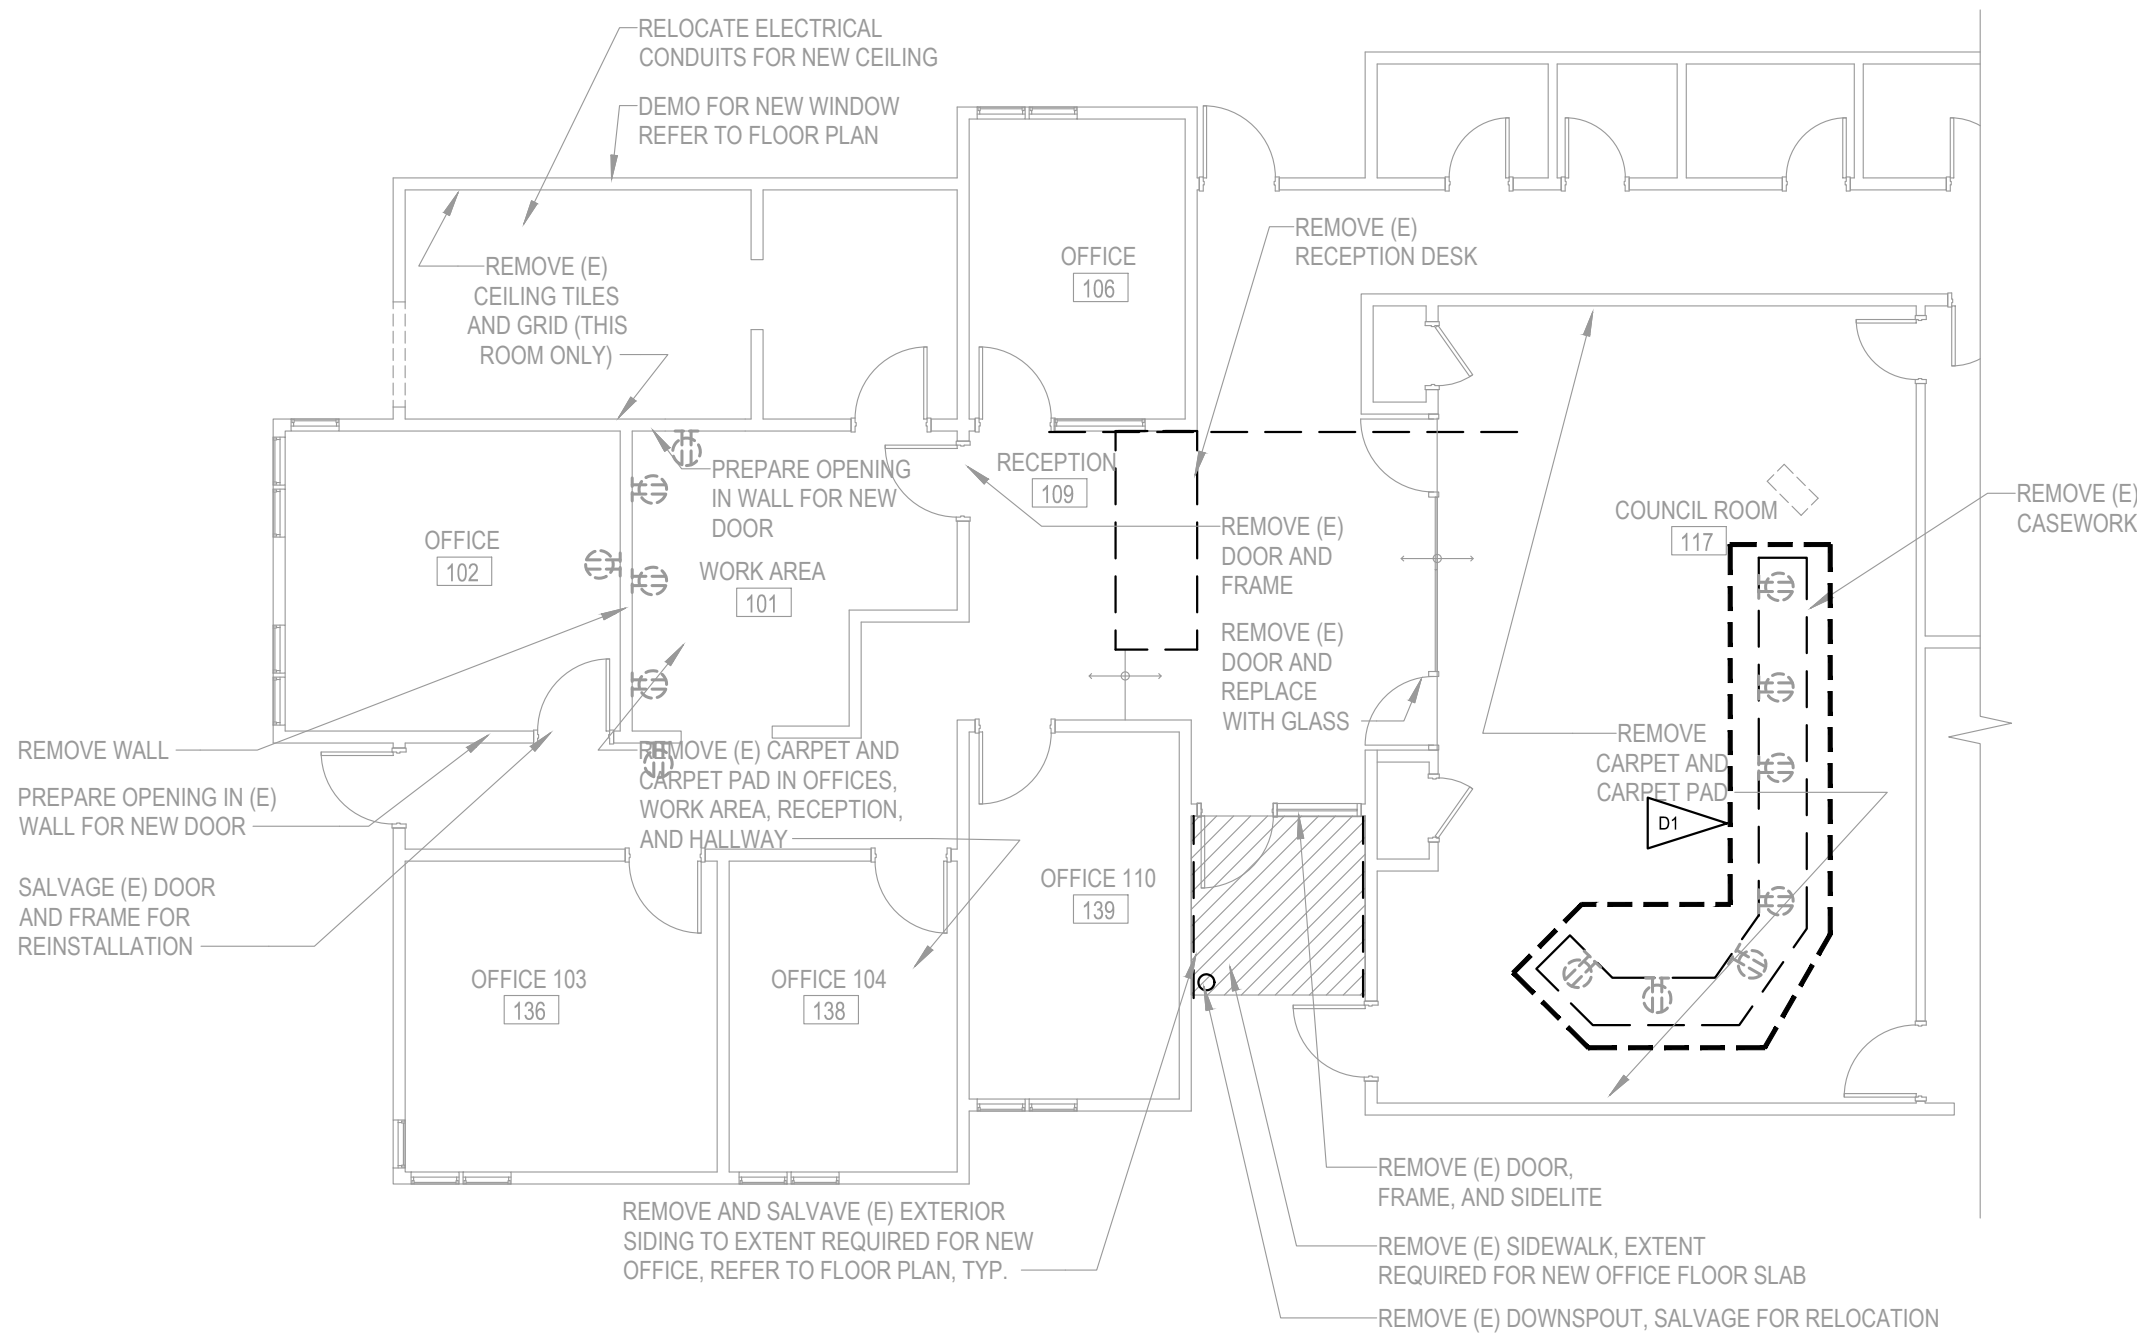 RELOCATE ELECTRICAL
CONDUITS FOR NEW CEILING
DEMO FOR NEW WINDOW
REFER TO FLOOR PLAN
REMOVE (E)
CEILING TILES
AND GRID (THIS
ROOM ONLY)
OFFICE
106
REMOVE (E)
RECEPTION DESK
PREPARE OPENING
IN WALL FOR NEW
DOOR
RECEPTION
109
OFFICE
102
WORK AREA
101
REMOVE (E)
DOOR AND
FRAME
REMOVE (E)
DOOR AND
REPLACE
WITH GLASS
COUNCIL ROOM
117
REMOVE (E)
CASEWORK
REMOVE WALL
PREPARE OPENING IN (E)
WALL FOR NEW DOOR
SALVAGE (E) DOOR
AND FRAME FOR
REINSTALLATION
REMOVE (E) CARPET AND
CARPET PAD IN OFFICES,
WORK AREA, RECEPTION,
AND HALLWAY
REMOVE
CARPET AND
CARPET PAD
D1
OFFICE 110
139
OFFICE 103
136
OFFICE 104
138
REMOVE AND SALVAVE (E) EXTERIOR
SIDING TO EXTENT REQUIRED FOR NEW
OFFICE, REFER TO FLOOR PLAN, TYP.
REMOVE (E) DOOR,
FRAME, AND SIDELITE
REMOVE (E) SIDEWALK, EXTENT
REQUIRED FOR NEW OFFICE FLOOR SLAB
REMOVE (E) DOWNSPOUT, SALVAGE FOR RELOCATION